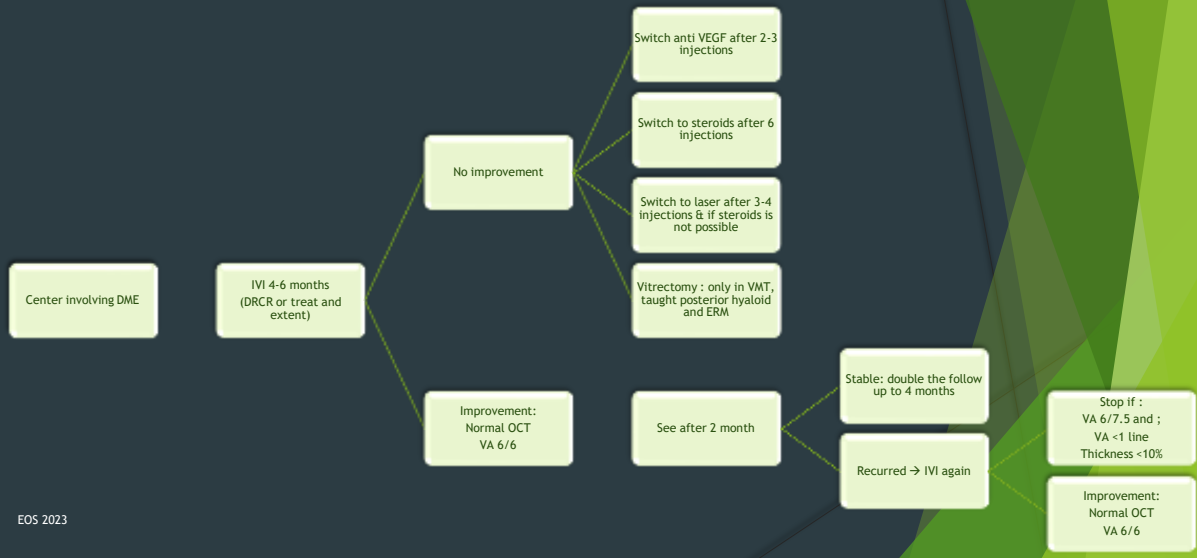 Center involving DME
IVI 4-6 months
(DRCR or treat and
extent)
No improvement
Switch anti VEGF after 2-3
injections
Switch to steroids after 6
injections
Switch to laser after 3-4
injections & if steroids is
not possible
Vitrectomy : only in VMT,
taught posterior hyaloid
and ERM
Improvement:
Normal OCT
VA 6/6
See after 2 month
Stable: double the follow
up to 4 months
Recurred → IVI again
Stop if :
VA 6/7.5 and ;
VA <1 line
Thickness <10%
Improvement:
Normal OCT
VA 6/6
EOS 2023